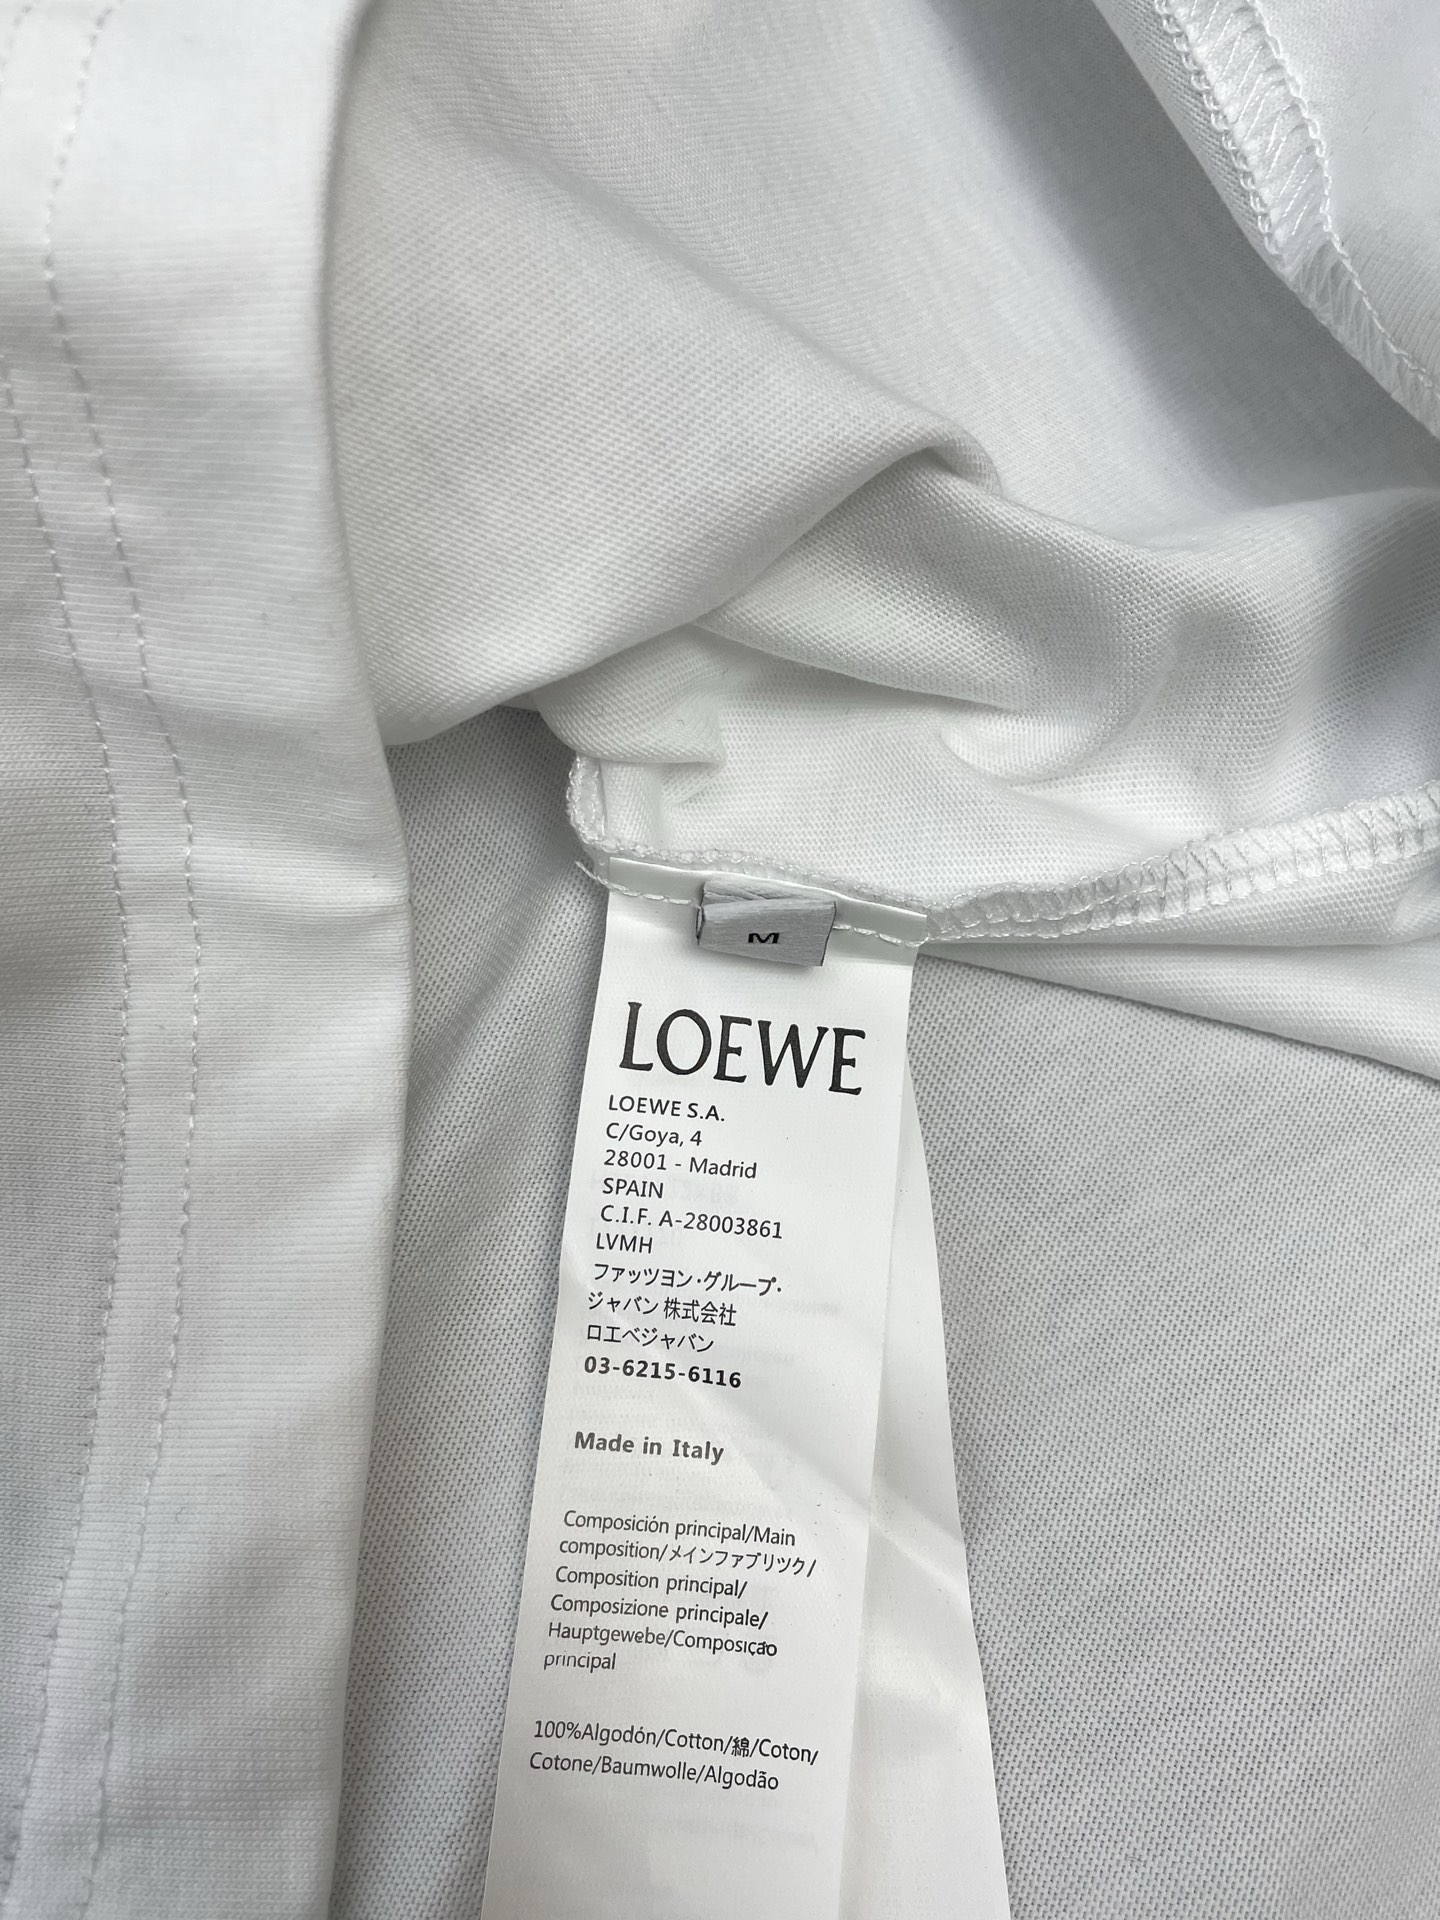 M
LOEWE
LOEWE S.A.
C/Goya, 4
28001 - Madrid
SPAIN
C.I.F. A-28003861
LVMH
ファッツヨン・グループ・
ジャバン 株式会社
ロエベジャバン
03-6215-6116
Made in Italy
Composición principal/Main
composition/メインファブリツク/
Composition principal/
Composizione principale/
Hauptgewebe/Composição
principal
100%Algodón/Cotton/綿/Coton/
Cotone/Baumwolle/Algodão